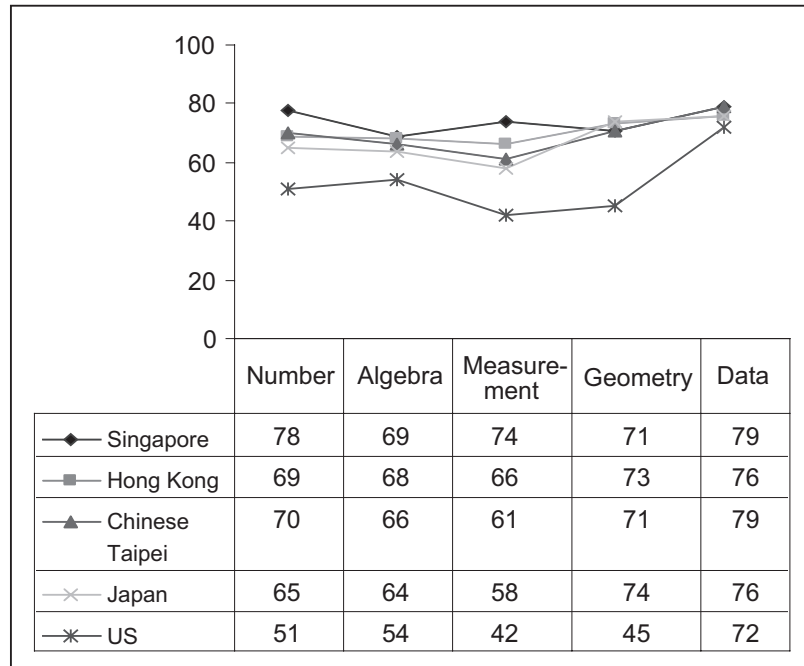 100
80
60
40
20
0
Number Algebra Measure-ment Geometry Data
Singapore 78 69 74 71 79
Hong Kong 69 68 66 73 76
Chinese Taipei 70 66 61 71 79
Japan 65 64 58 74 76
US 51 54 42 45 72